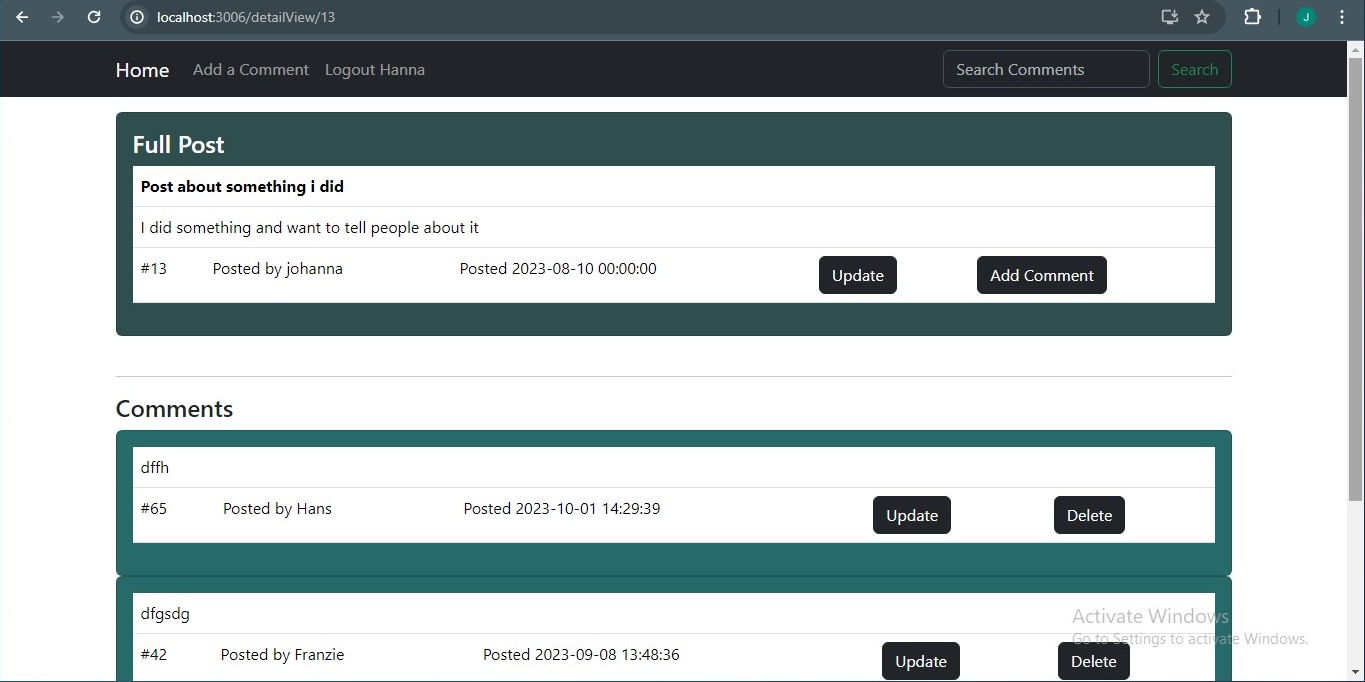 localhost:3006/detailView/13
J
Home Add a Comment Logout Hanna Search Comments Search
Full Post
Post about something i did
I did something and want to tell people about it
#13 Posted by johanna Posted 2023-08-10 00:00:00 Update Add Comment
Comments
dffh
#65 Posted by Hans Posted 2023-10-01 14:29:39 Update Delete
dfgsdg
#42 Posted by Franzie Posted 2023-09-08 13:48:36 Update Delete
Activate Windows
Go to Settings to activate Windows.